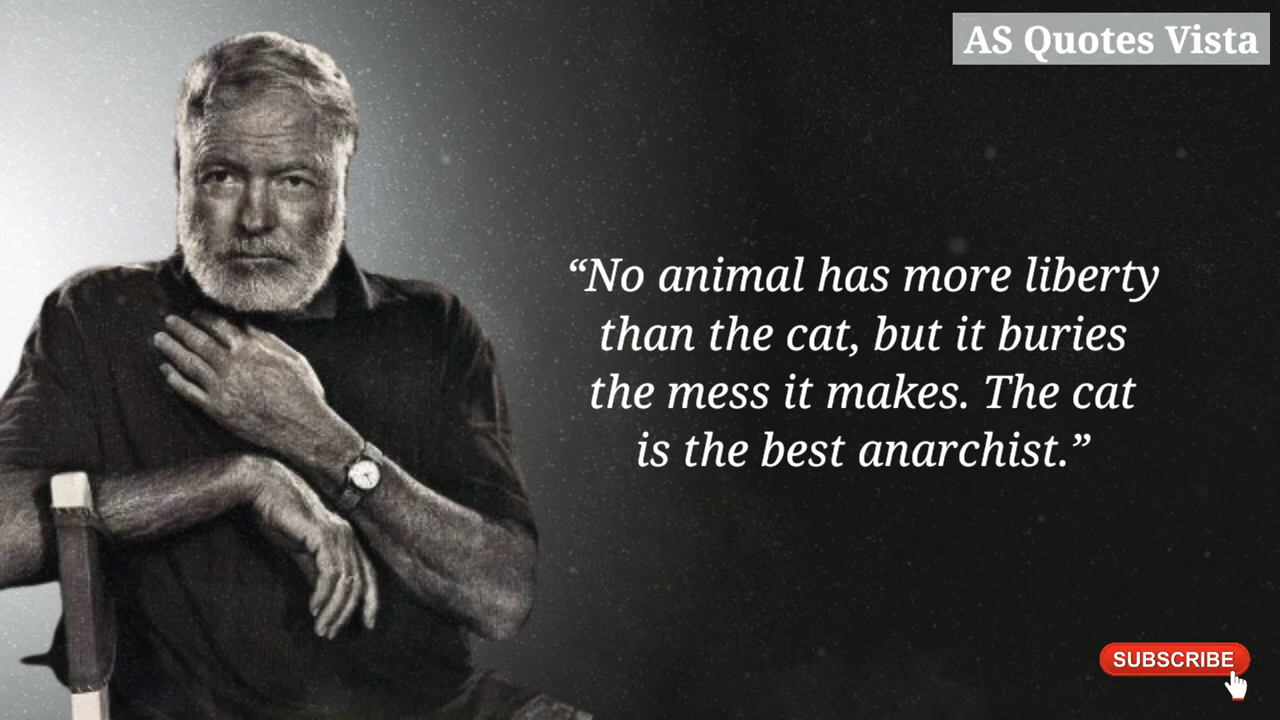 AS Quotes Vista
“No animal has more liberty
than the cat, but it buries
the mess it makes. The cat
is the best anarchist.”
SUBSCRIBE